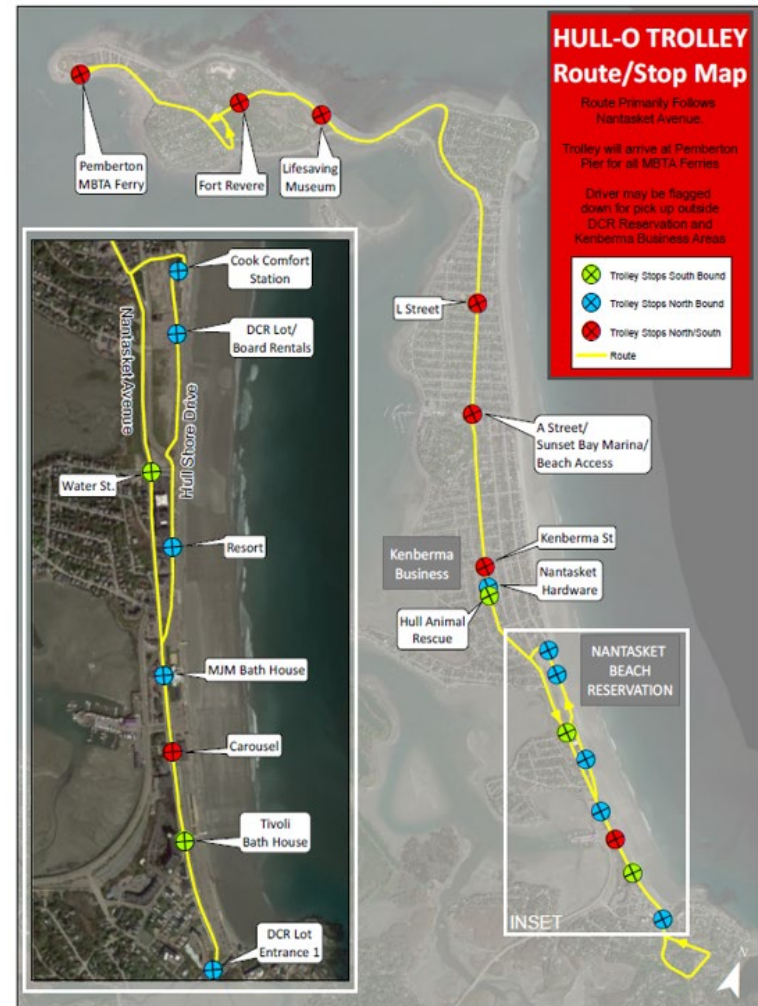 HULL-O TROLLEY
Route/Stop Map
Route Primarily Follows
Nantasket Avenue.
Trolley will arrive at Pemberton
Pier for all MBTA Ferries
Driver may be flagged
down for pick up outside
DCR Reservation and
Kenberma Business Areas
Trolley Stops South Bound
Trolley Stops North Bound
Trolley Stops North/South
Route
Pemberton
MBTA Ferry
Fort Revere
Lifesaving
Museum
L Street
A Street/
Sunset Bay Marina/
Beach Access
Kenberma St
Kenberma
Business
Nantasket
Hardware
Hull Animal
Rescue
NANTASKET
BEACH
RESERVATION
INSET
N
Cook Comfort
Station
DCR Lot/
Board Rentals
Nantasket Avenue
Hull Shore Drive
Water St.
Resort
MJM Bath House
Carousel
Tivoli
Bath House
DCR Lot
Entrance 1